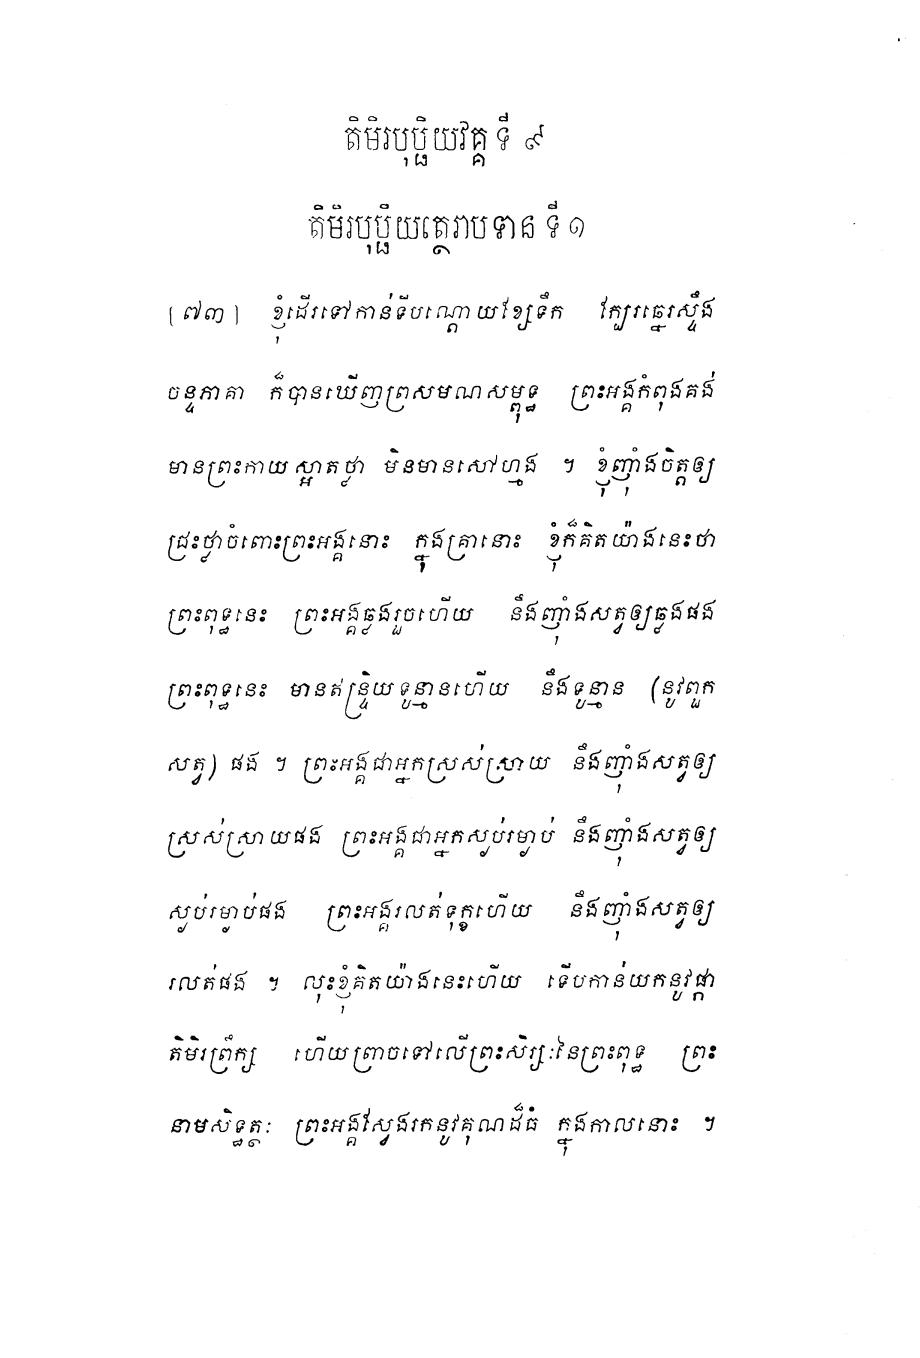 តិមិរបុប្ផិយវគ្គ ទី ៩
តិមិរបុប្ផិយត្ថេរាបទាន ទី ១
[៧៣] ខ្ញុំដើរទៅកាន់ទីបណ្តោយខ្សែទឹក ក្បែរឆ្នេរស្ទឹង
ចន្ទភាគា ក៏បានឃើញព្រសមណសម្ពុទ្ធ ព្រះអង្គកំពុងគង់
មានព្រះកាយស្អាតថ្លា មិនមានសៅហ្មង ។ ខ្ញុំញ៉ាំងចិត្តឲ្យ
ជ្រះថ្លាចំពោះព្រះអង្គនោះ ក្នុងគ្រានោះ ខ្ញុំក៏គិតយ៉ាងនេះថា
ព្រះពុទ្ធនេះ ព្រះអង្គឆ្លងរួចហើយ នឹងញ៉ាំងសត្វឲ្យឆ្លងផង
ព្រះពុទ្ធនេះ មានឥន្ទ្រិយទូន្មានហើយ នឹងទូន្មាន (នូវពួក
សត្វ) ផង ។ ព្រះអង្គជាអ្នកស្រស់ស្រាយ នឹងញ៉ាំងសត្វឲ្យ
ស្រស់ស្រាយផង ព្រះអង្គជាអ្នកស្ងប់រម្ងាប់ នឹងញ៉ាំងសត្វឲ្យ
ស្ងប់រម្ងាប់ផង ព្រះអង្គរលត់ទុក្ខហើយ នឹងញ៉ាំងសត្វឲ្យ
រលត់ផង ។ លុះខ្ញុំគិតយ៉ាងនេះហើយ ទើបកាន់យកនូវផ្កា
តិមិរព្រឹក្ស ហើយព្រាចទៅលើព្រះសិរ្សៈនៃព្រះពុទ្ធ ព្រះ
នាមសិទ្ធត្ថៈ ព្រះអង្គស្វែងរកនូវគុណដ៏ធំ ក្នុងកាលនោះ ។